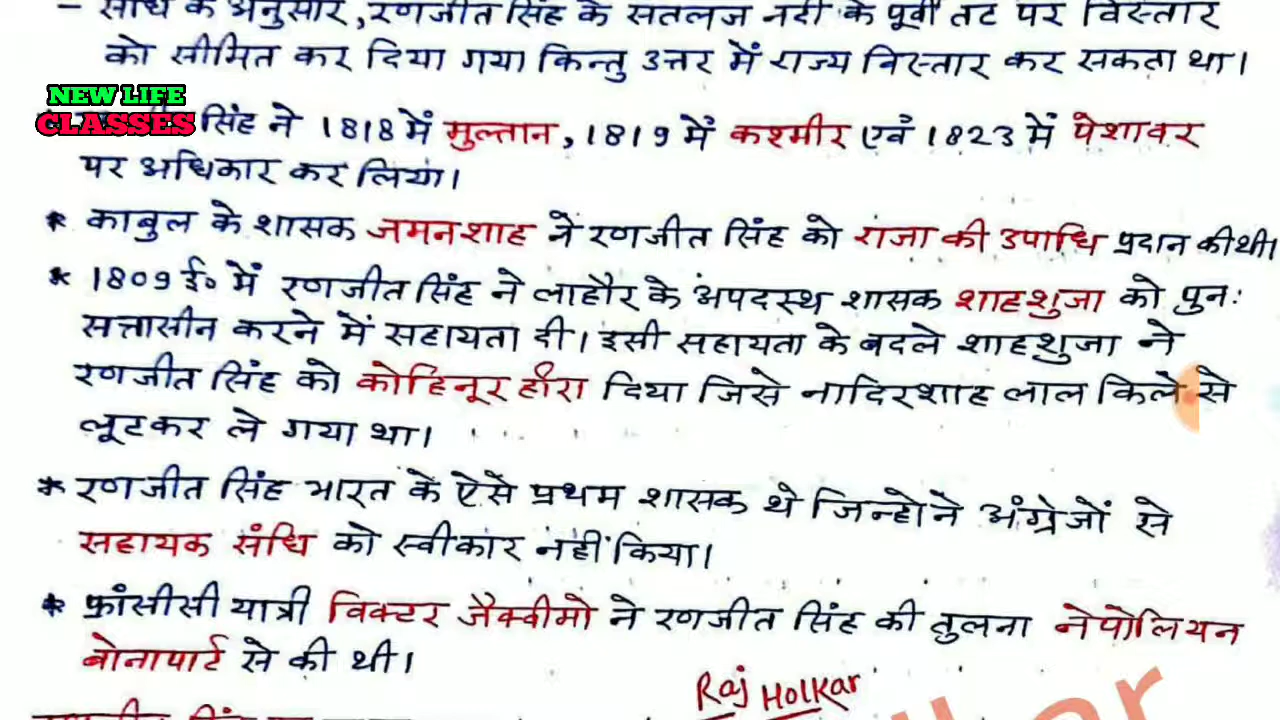 - संधि के अनुसार, रणजीत सिंह के सतलज नदी के पूर्वी तट पर विस्तार
को सीमित कर दिया गया किन्तु उत्तर में राज्य विस्तार कर सकता था।
NEW LIFE
CLASSES
सिंह ने 1818 में मुल्तान, 1819 में कश्मीर एवं 1823 में पेशावर
पर अधिकार कर लिया।
* काबुल के शासक जमनशाह ने रणजीत सिंह को राजा की उपाधि प्रदान की थी।
* 1809 ई० में रणजीत सिंह ने लाहौर के अपदस्थ शासक शाहशुजा को पुनः
सत्तासीन करने में सहायता दी। इसी सहायता के बदले शाहशुजा ने
रणजीत सिंह को कोहिनूर हीरा दिया जिसे नादिरशाह लाल किले से
लूटकर ले गया था।
* रणजीत सिंह भारत के ऐसे प्रथम शासक थे जिन्होने अंग्रेजों से
सहायक संधि को स्वीकार नहीं किया।
* फ्रांसीसी यात्री विक्टर जैक्वीमो ने रणजीत सिंह की तुलना नेपोलियन
बोनापार्ट से की थी।
Raj Holkar